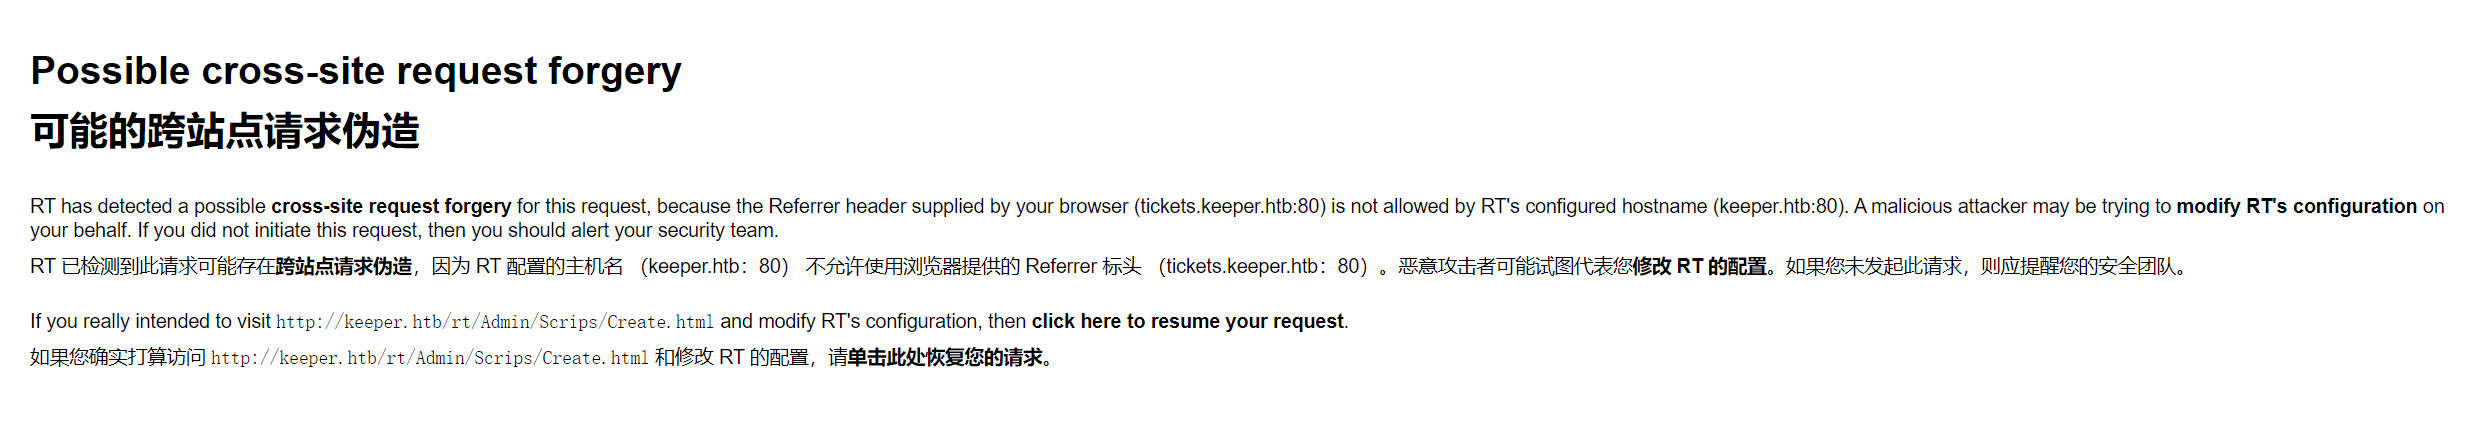 Possible cross-site request forgery
可能的跨站点请求伪造
RT has detected a possible cross-site request forgery for this request, because the Referrer header supplied by your browser (tickets.keeper.htb:80) is not allowed by RT's configured hostname (keeper.htb:80). A malicious attacker may be trying to modify RT's configuration on
your behalf. If you did not initiate this request, then you should alert your security team.
RT 已检测到此请求可能存在跨站点请求伪造，因为 RT 配置的主机名 （keeper.htb：80） 不允许使用浏览器提供的 Referrer 标头 （tickets.keeper.htb：80）。恶意攻击者可能试图代表您修改 RT 的配置。如果您未发起此请求，则应提醒您的安全团队。
If you really intended to visit http://keeper.htb/rt/Admin/Scrips/Create.html and modify RT's configuration, then click here to resume your request.
如果您确实打算访问 http://keeper.htb/rt/Admin/Scrips/Create.html 和修改 RT 的配置，请单击此处恢复您的请求。